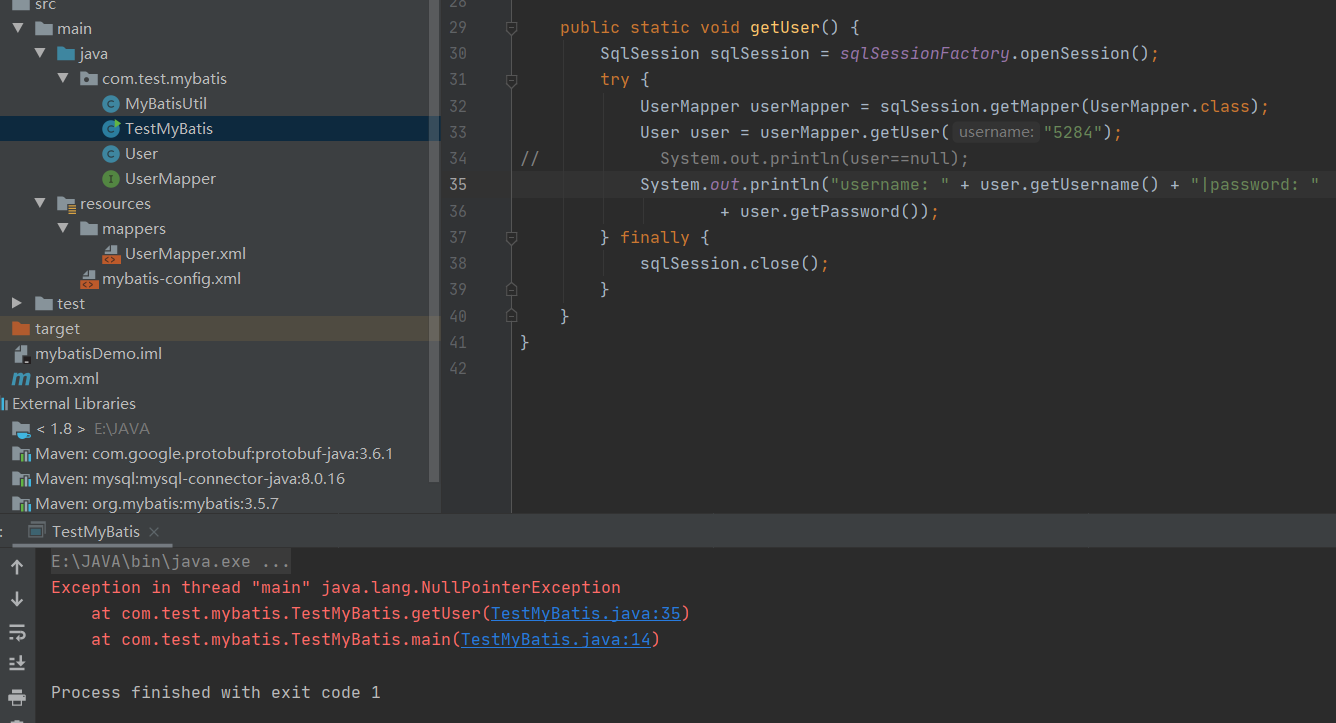 src
main
java
com.test.mybatis
MyBatisUtil
TestMyBatis
User
UserMapper
resources
mappers
UserMapper.xml
mybatis-config.xml
test
target
mybatisDemo.iml
pom.xml
External Libraries
< 1.8 > E:\JAVA
Maven: com.google.protobuf:protobuf-java:3.6.1
Maven: mysql:mysql-connector-java:8.0.16
Maven: org.mybatis:mybatis:3.5.7
28
29 public static void getUser() {
30 SqlSession sqlSession = sqlSessionFactory.openSession();
31 try {
32 UserMapper userMapper = sqlSession.getMapper(UserMapper.class);
33 User user = userMapper.getUser( username: "5284");
34 // System.out.println(user==null);
35 System.out.println("username: " + user.getUsername() + "|password: "
36 + user.getPassword());
37 } finally {
38 sqlSession.close();
39 }
40 }
41 }
42
: TestMyBatis ×
E:\JAVA\bin\java.exe ...
Exception in thread "main" java.lang.NullPointerException
at com.test.mybatis.TestMyBatis.getUser(TestMyBatis.java:35)
at com.test.mybatis.TestMyBatis.main(TestMyBatis.java:14)
Process finished with exit code 1